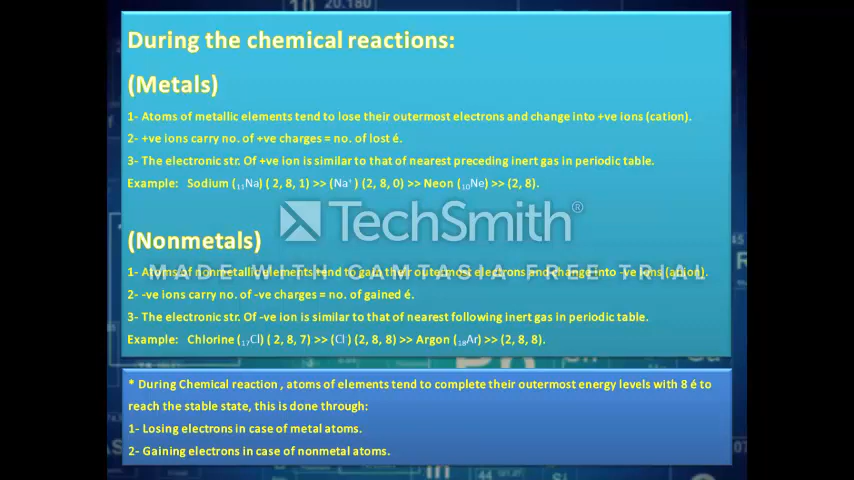 10 20.180
During the chemical reactions:
(Metals)
1- Atoms of metallic elements tend to lose their outermost electrons and change into +ve ions (cation).
2- +ve ions carry no. of +ve charges = no. of lost é.
3- The electronic str. Of +ve ion is similar to that of nearest preceding inert gas in periodic table.
Example: Sodium (₁₁Na) ( 2, 8, 1) >> (Na⁺ ) (2, 8, 0) >> Neon (₁₀Ne) >> (2, 8).
TechSmith®
(Nonmetals)
MADE WITH CAMTASIA FREE TRIAL
1- Atoms of nonmetallic elements tend to gain their outermost electrons and change into -ve ions (anion).
2- -ve ions carry no. of -ve charges = no. of gained é.
3- The electronic str. Of -ve ion is similar to that of nearest following inert gas in periodic table.
Example: Chlorine (₁₇Cl) ( 2, 8, 7) >> (Cl⁻) (2, 8, 8) >> Argon (₁₈Ar) >> (2, 8, 8).
* During Chemical reaction , atoms of elements tend to complete their outermost energy levels with 8 é to
reach the stable state, this is done through:
1- Losing electrons in case of metal atoms.
2- Gaining electrons in case of nonmetal atoms.
In